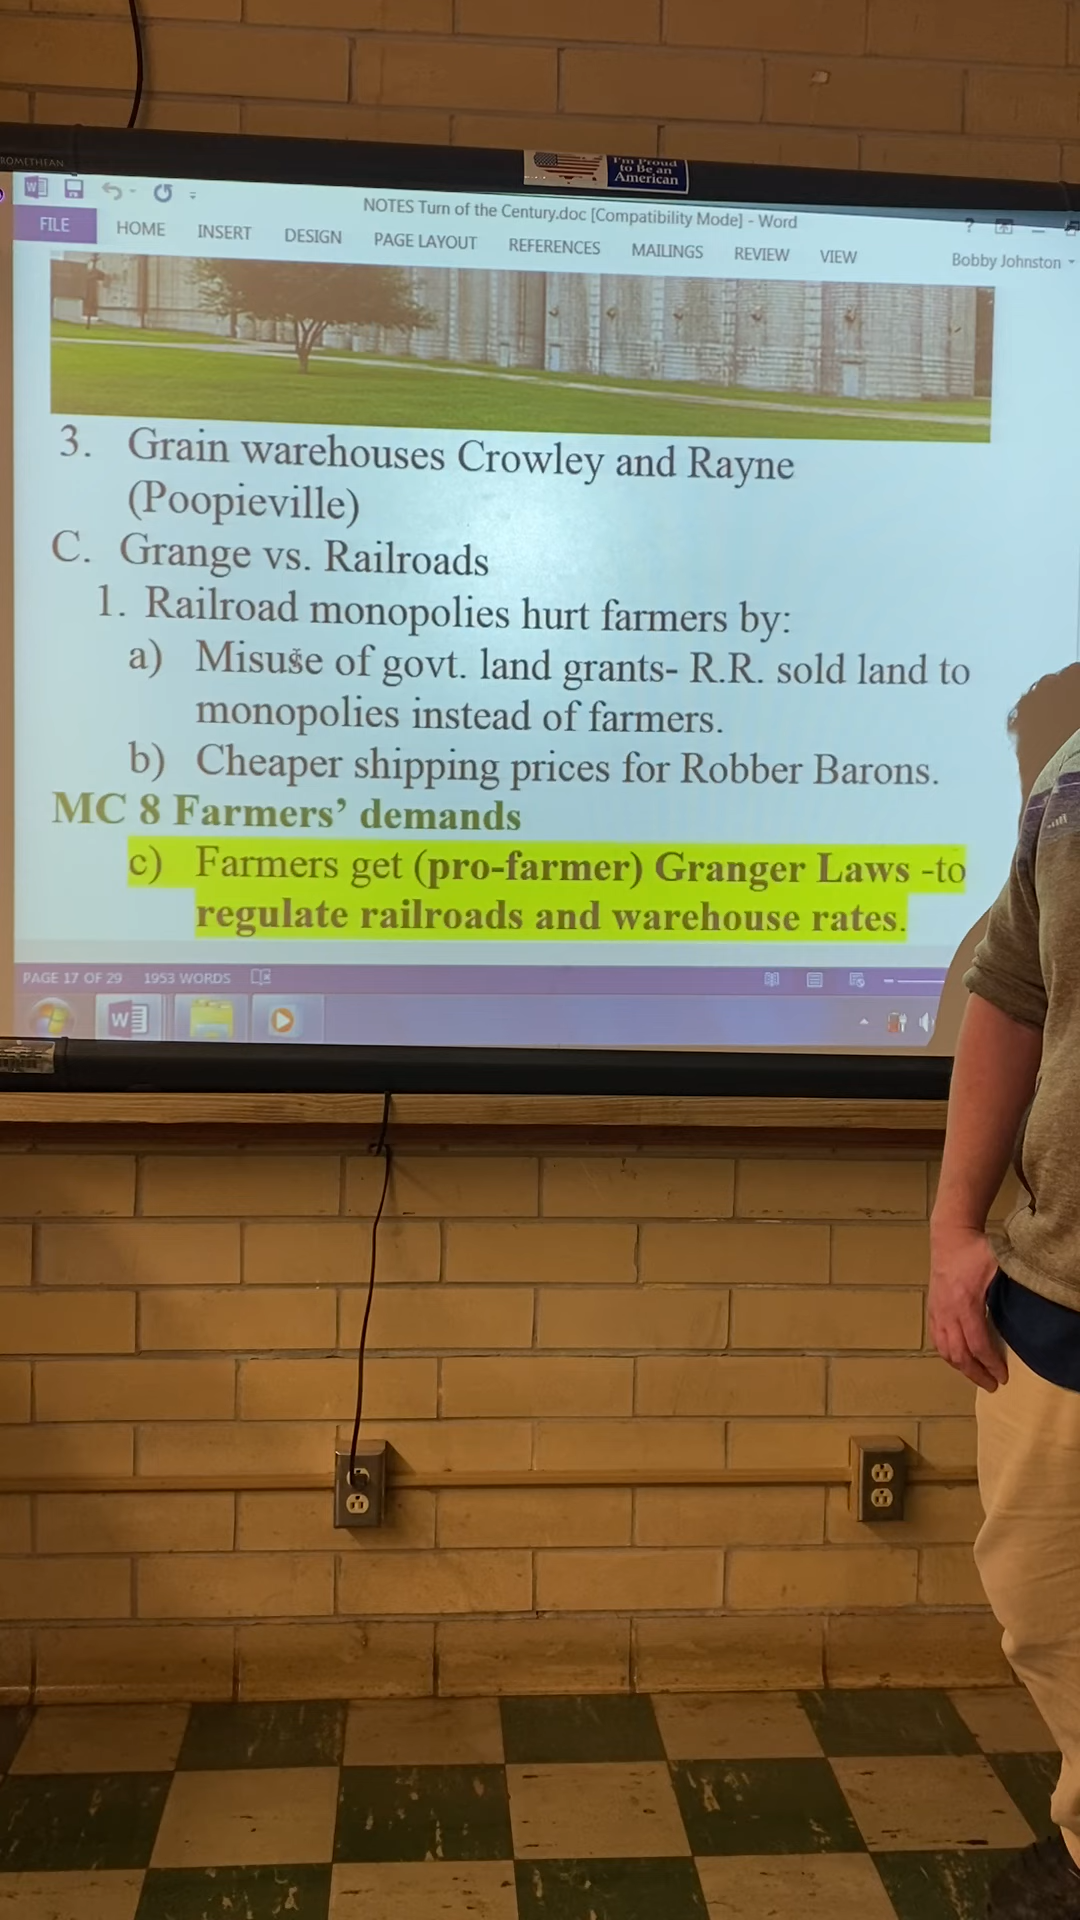 ROMETHEAN
I'm Proud
to Be an
American
NOTES Turn of the Century.doc [Compatibility Mode] - Word
FILE HOME INSERT DESIGN PAGE LAYOUT REFERENCES MAILINGS REVIEW VIEW Bobby Johnston
3. Grain warehouses Crowley and Rayne
(Poopieville)
C. Grange vs. Railroads
1. Railroad monopolies hurt farmers by:
a) Misuse of govt. land grants- R.R. sold land to
monopolies instead of farmers.
b) Cheaper shipping prices for Robber Barons.
MC 8 Farmers' demands
c) Farmers get (pro-farmer) Granger Laws -to
regulate railroads and warehouse rates.
PAGE 17 OF 29 1953 WORDS